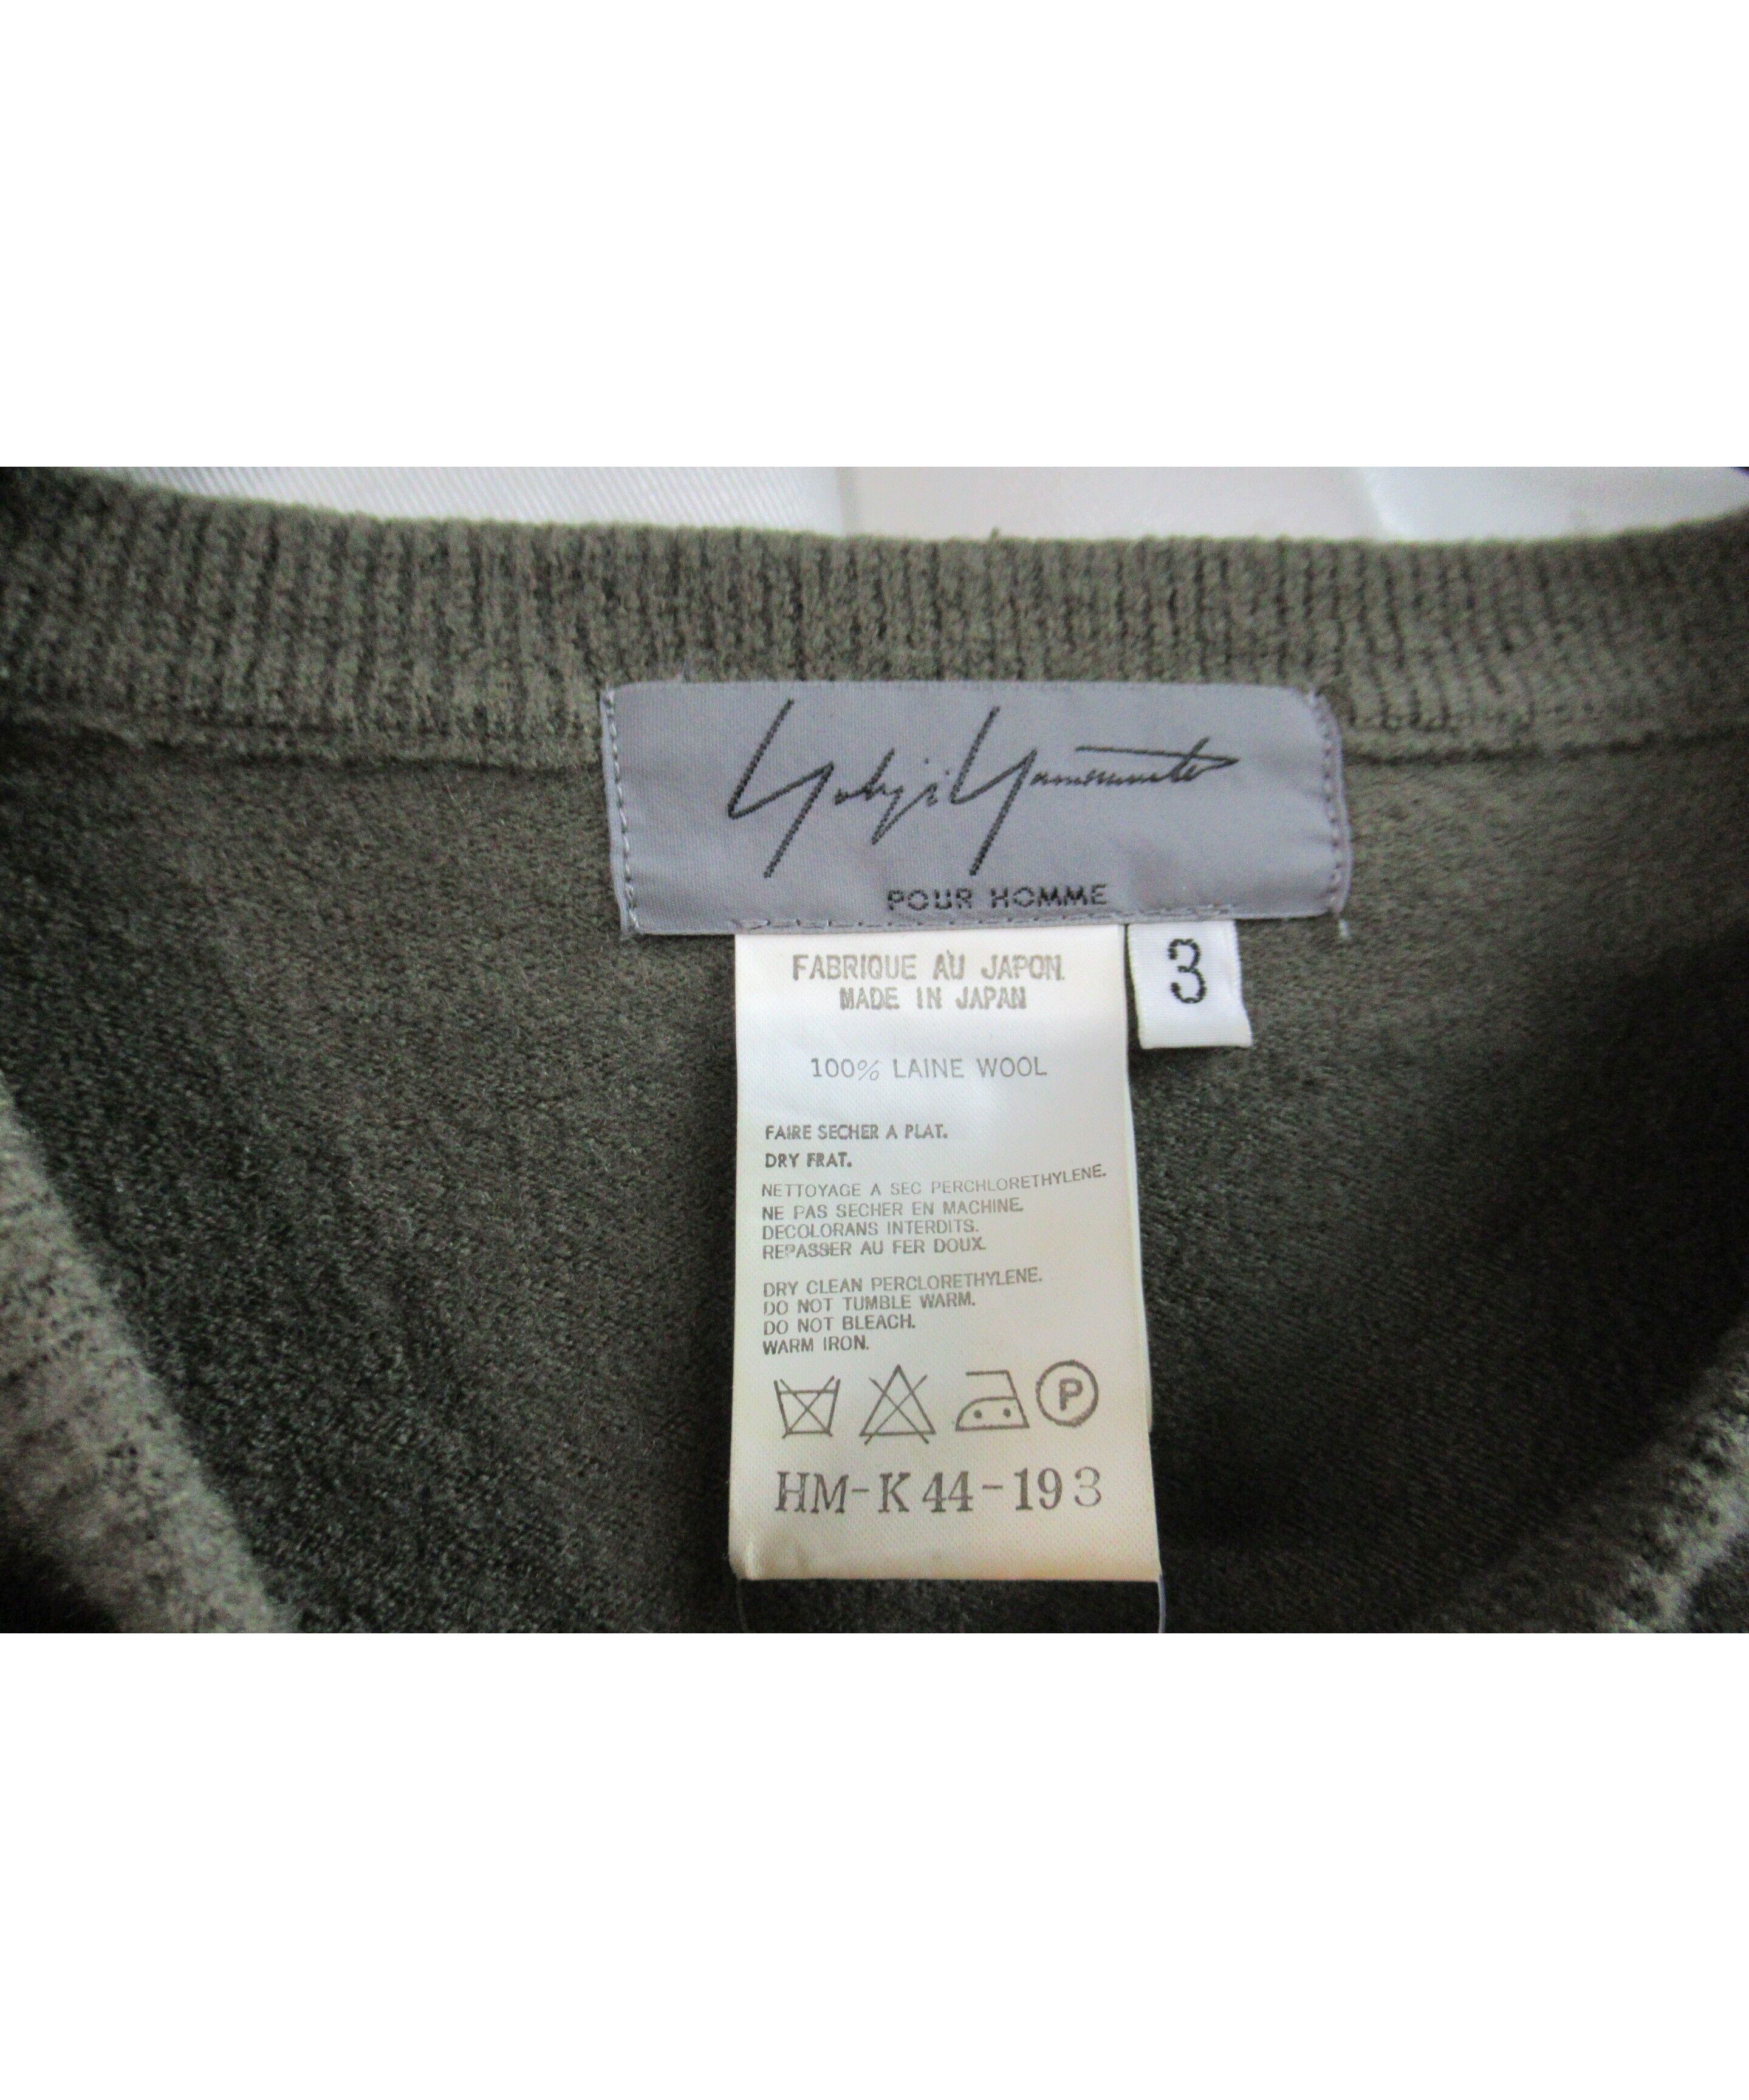 Yohji Yamamoto
POUR HOMME
FABRIQUE AU JAPON
MADE IN JAPAN
3
100% LAINE WOOL
FAIRE SECHER A PLAT.
DRY FRAT.
NETTOYAGE A SEC PERCHLORETHYLENE.
NE PAS SECHER EN MACHINE.
DECOLORANS INTERDITS.
REPASSER AU FER DOUX.
DRY CLEAN PERCLORETHYLENE.
DO NOT TUMBLE WARM.
DO NOT BLEACH.
WARM IRON.
P
HM-K44-193